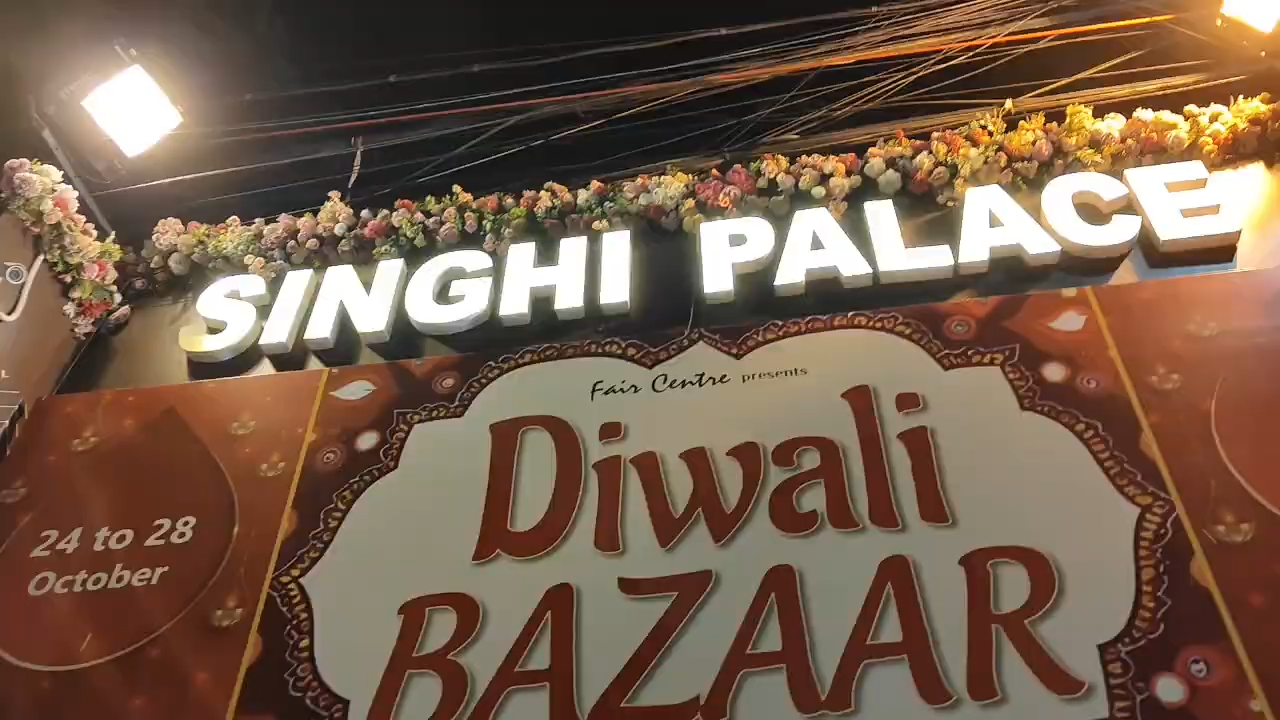 SINGHI PALACE
Fair Centre presents
Diwali
BAZAAR
24 to 28
October